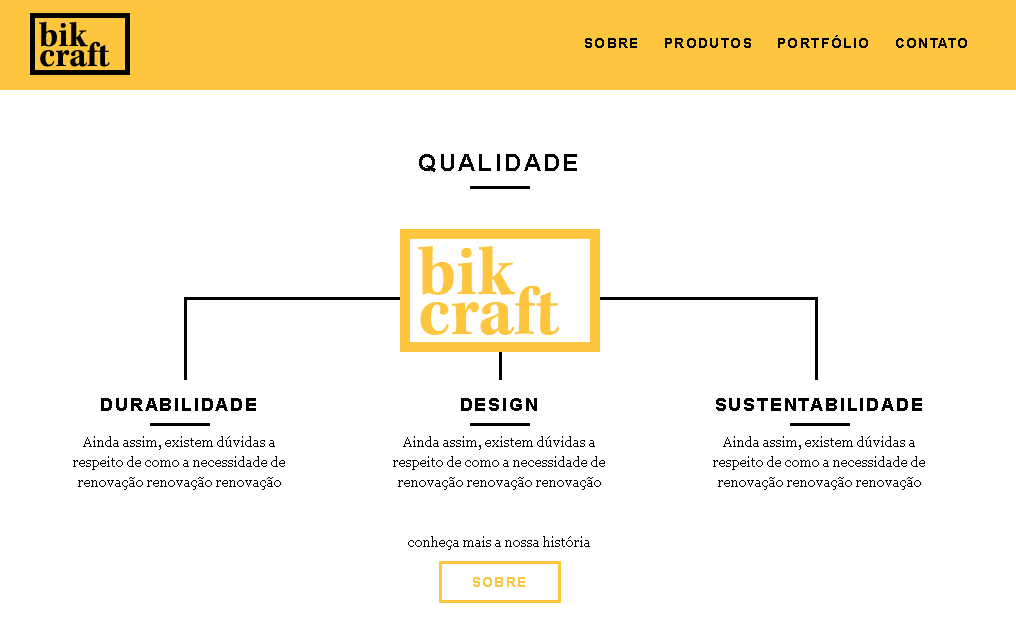 bik
craft
SOBRE PRODUTOS PORTFÓLIO CONTATO
QUALIDADE
bik
craft
DURABILIDADE
Ainda assim, existem dúvidas a
respeito de como a necessidade de
renovação renovação renovação
DESIGN
Ainda assim, existem dúvidas a
respeito de como a necessidade de
renovação renovação renovação
SUSTENTABILIDADE
Ainda assim, existem dúvidas a
respeito de como a necessidade de
renovação renovação renovação
conheça mais a nossa história
SOBRE